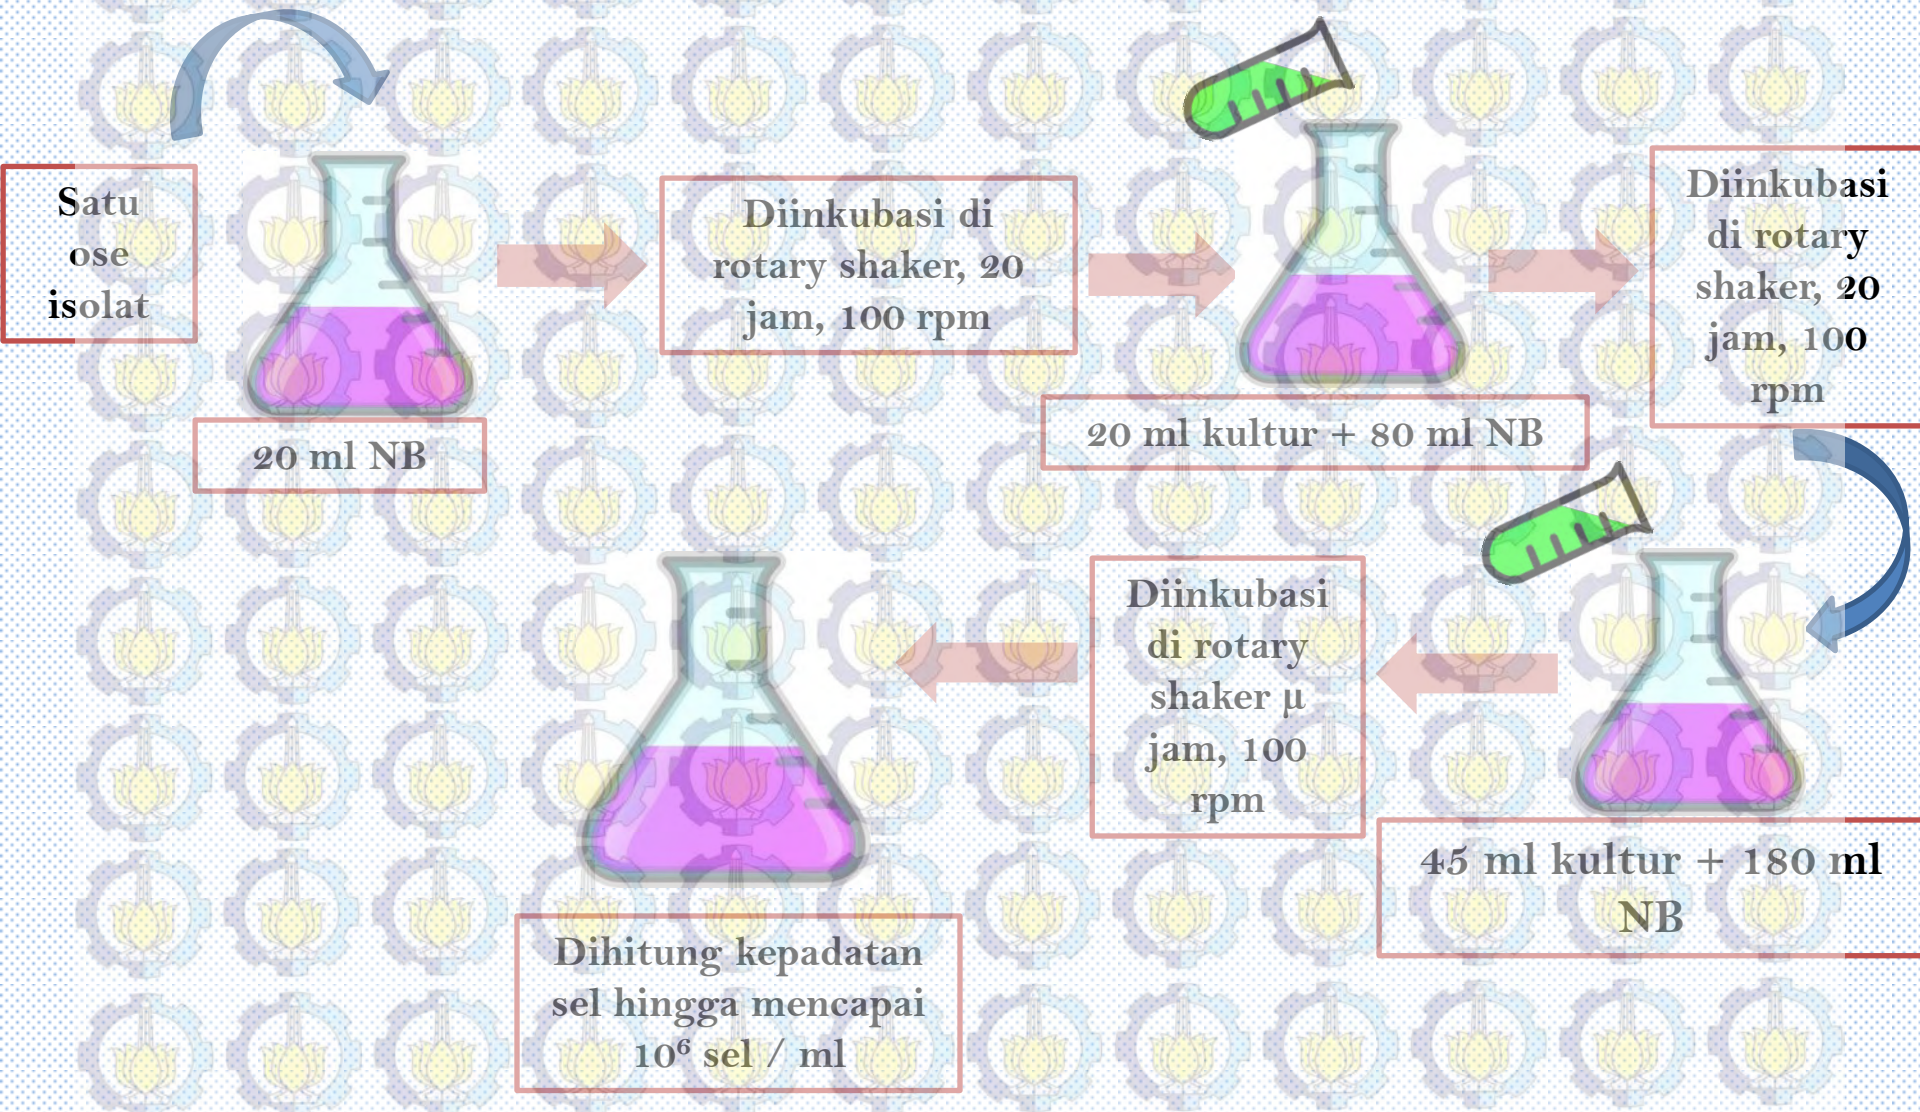 Satu
ose
isolat
20 ml NB
Diinkubasi di
rotary shaker, 20
jam, 100 rpm
20 ml kultur + 80 ml NB
Diinkubasi
di rotary
shaker, 20
jam, 100
rpm
45 ml kultur + 180 ml
NB
Diinkubasi
di rotary
shaker µ
jam, 100
rpm
Dihitung kepadatan
sel hingga mencapai
10⁶ sel / ml